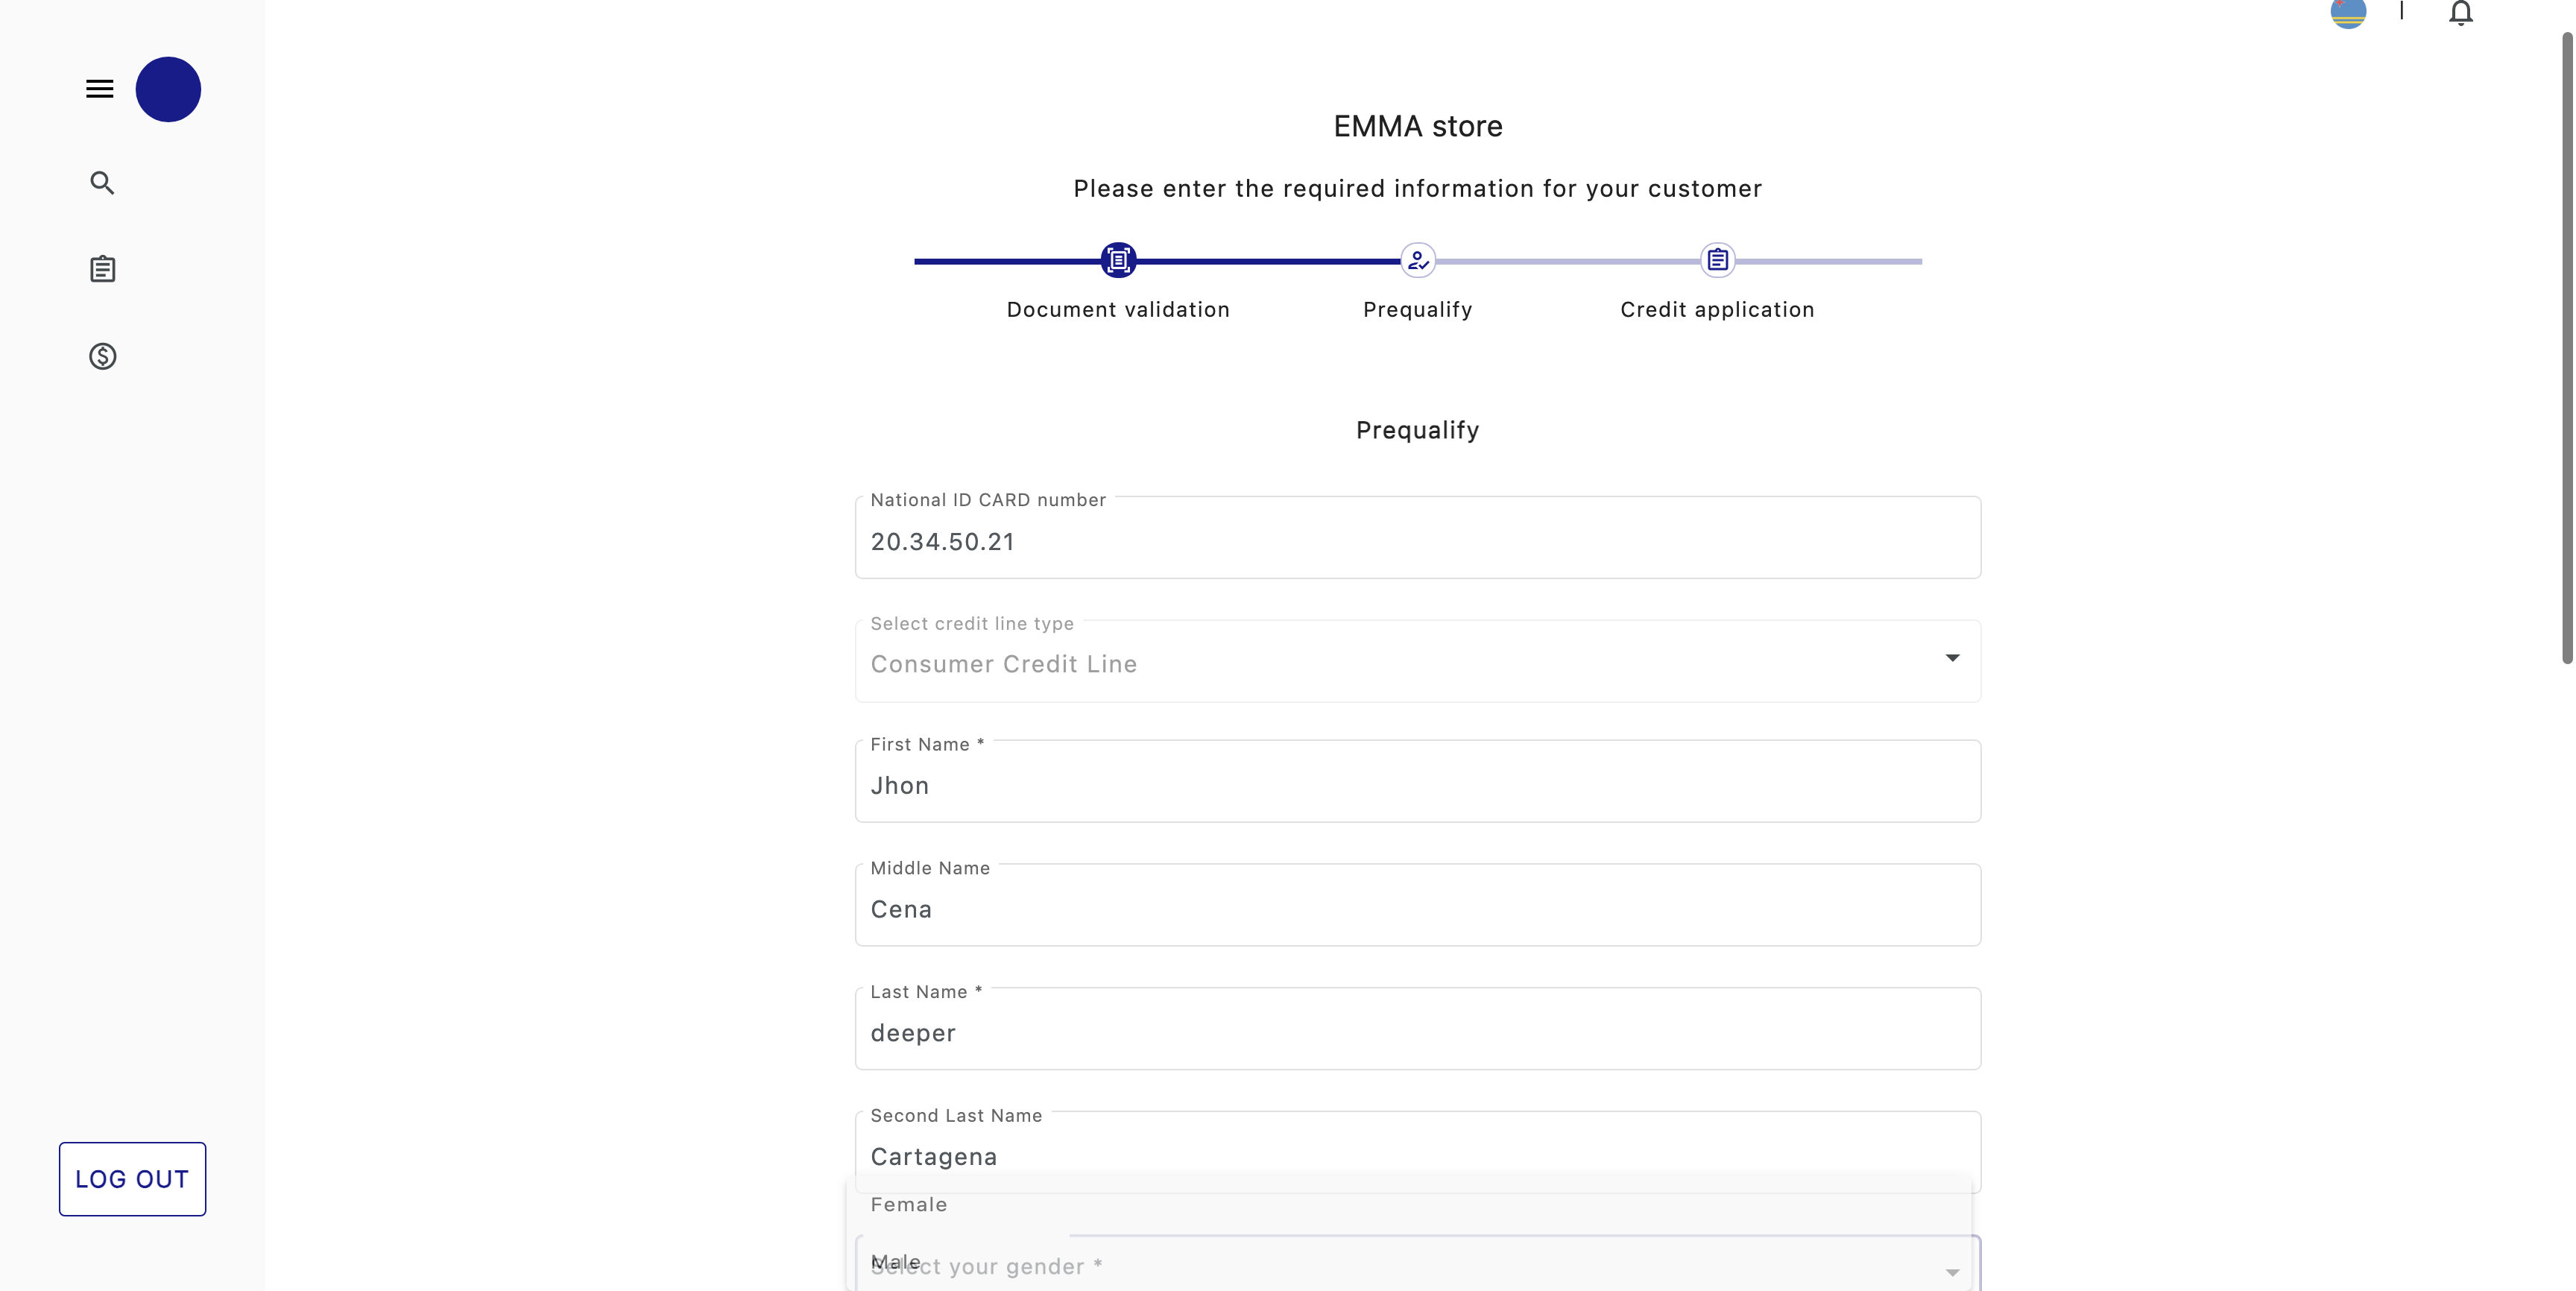 EMMA store
Please enter the required information for your customer
Document validation
Prequalify
Credit application
Prequalify
National ID CARD number
20.34.50.21
Select credit line type
Consumer Credit Line
First Name *
Jhon
Middle Name
Cena
Last Name *
deeper
Second Last Name
Cartagena
Female
Male
Select your gender *
LOG OUT